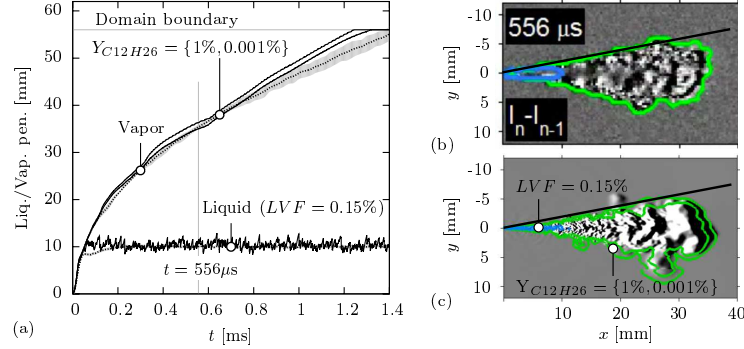 60
50
40
30
20
10
0
Liq./Vap. pen. [mm]
Domain boundary
Y_{C12H26} = {1%, 0.001%}
Vapor
Liquid (LVF = 0.15%)
t = 556μs
0 0.2 0.4 0.6 0.8 1 1.2 1.4
t [ms]
(a)
-10
-5
0
5
10
y [mm]
556 μs
I_n-I_{n-1}
(b)
-10
-5
0
5
10
y [mm]
LVF = 0.15%
Y_{C12H26} = {1%, 0.001%}
0 10 20 30 40
x [mm]
(c)